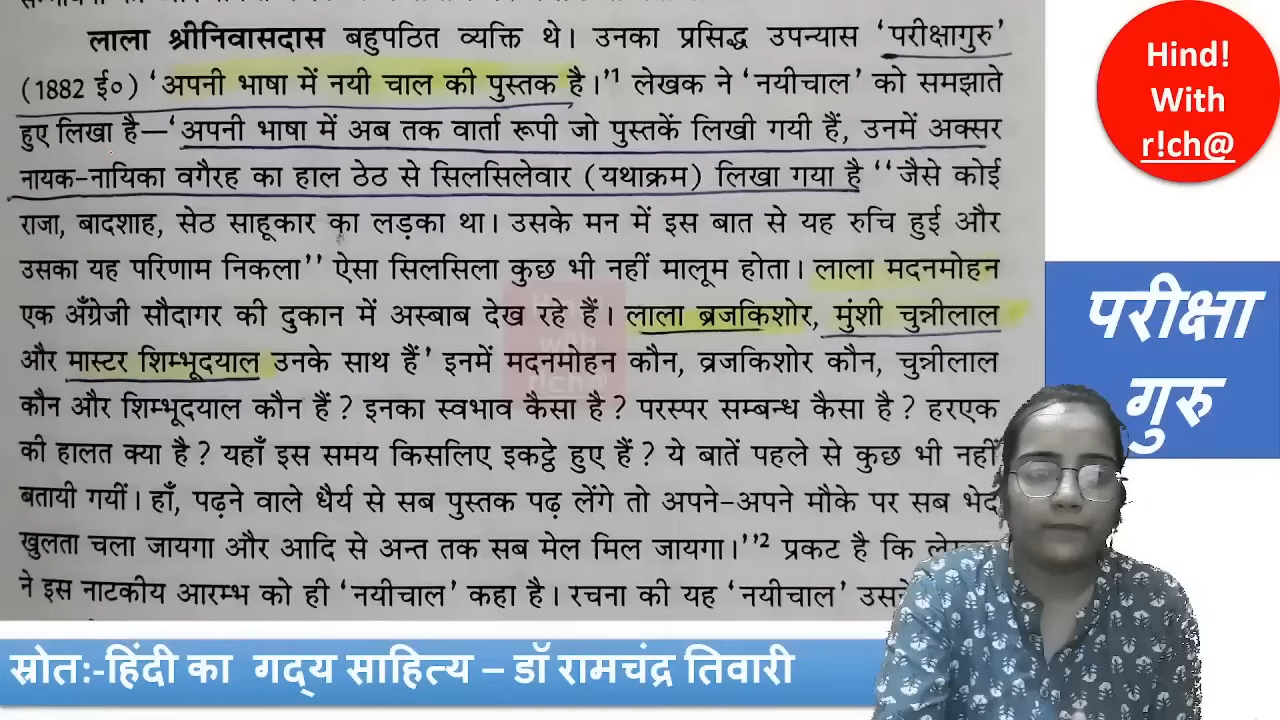 लाला श्रीनिवासदास बहुपठित व्यक्ति थे। उनका प्रसिद्ध उपन्यास ‘परीक्षागुरु’
(1882 ई०) ‘अपनी भाषा में नयी चाल की पुस्तक है।’1 लेखक ने ‘नयीचाल’ को समझाते
हुए लिखा है—‘अपनी भाषा में अब तक वार्ता रूपी जो पुस्तकें लिखी गयी हैं, उनमें अक्सर
नायक-नायिका वगैरह का हाल ठेठ से सिलसिलेवार (यथाक्रम) लिखा गया है ‘‘जैसे कोई
राजा, बादशाह, सेठ साहूकार का लड़का था। उसके मन में इस बात से यह रुचि हुई और
उसका यह परिणाम निकला’’ ऐसा सिलसिला कुछ भी नहीं मालूम होता। लाला मदनमोहन
एक अँग्रेजी सौदागर की दुकान में अस्बाब देख रहे हैं। लाला ब्रजकिशोर, मुंशी चुन्नीलाल
और मास्टर शिम्भूदयाल उनके साथ हैं’ इनमें मदनमोहन कौन, व्रजकिशोर कौन, चुन्नीलाल
कौन और शिम्भूदयाल कौन हैं? इनका स्वभाव कैसा है? परस्पर सम्बन्ध कैसा है? हरएक
की हालत क्या है? यहाँ इस समय किसलिए इकट्ठे हुए हैं? ये बातें पहले से कुछ भी नहीं
बतायी गयीं। हाँ, पढ़ने वाले धैर्य से सब पुस्तक पढ़ लेंगे तो अपने-अपने मौके पर सब भेद
खुलता चला जायगा और आदि से अन्त तक सब मेल मिल जायगा।’’2 प्रकट है कि
ने इस नाटकीय आरम्भ को ही ‘नयीचाल’ कहा है। रचना की यह ‘नयीचाल’
Hind!
With
r!ch@
परीक्षा
गुरु
Hind!
with
r!ch@
स्रोत:-हिंदी का गद्य साहित्य – डॉ रामचंद्र तिवारी